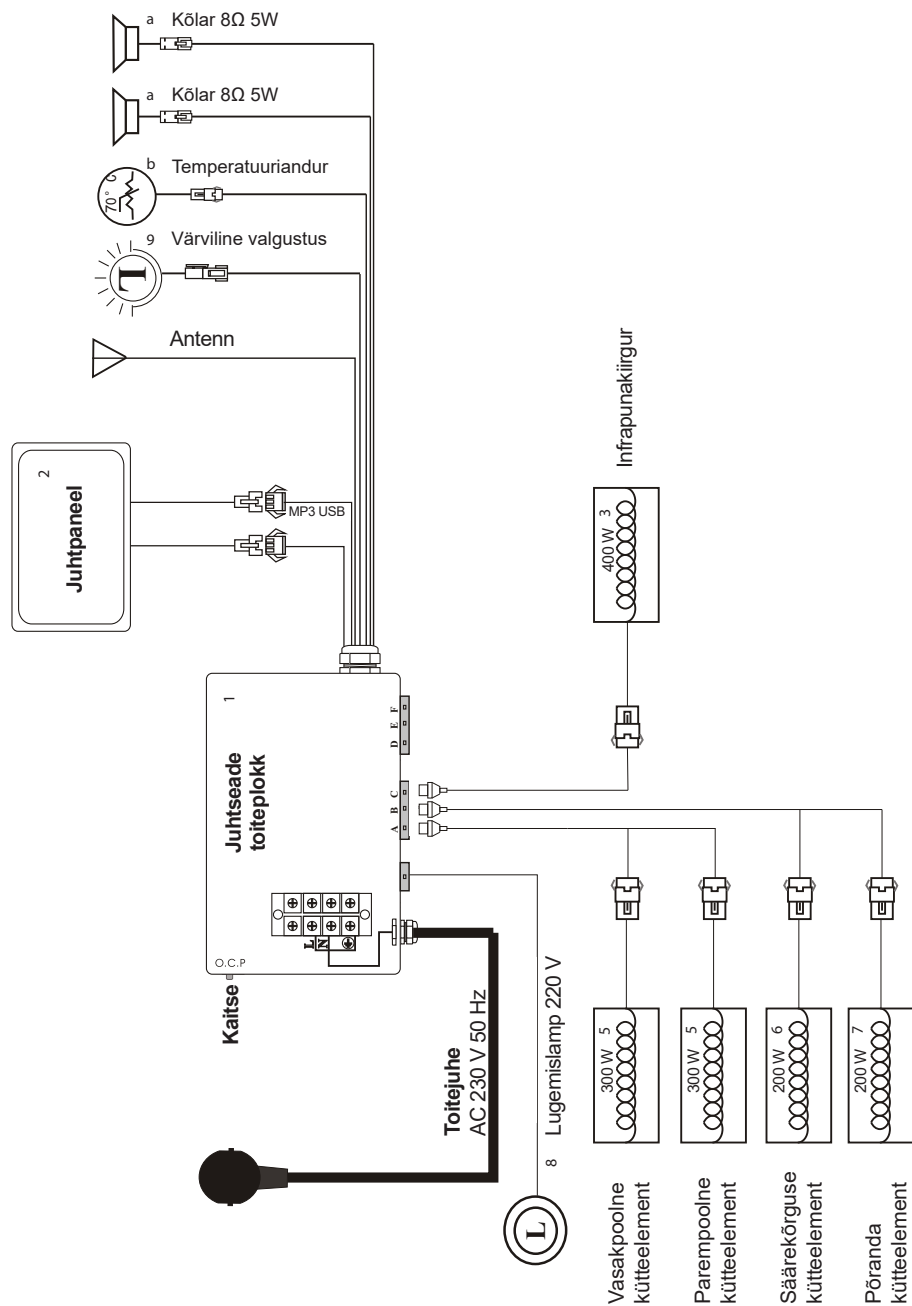 a Kõlar 8Ω 5W
a Kõlar 8Ω 5W
b Temperatuuriandur
70° C
9 Värviline valgustus
L
Antenn
2
Juhtpaneel
MP3 USB
1
Juhtseade
toiteplokk
A B C
D E F
L
N
O.C.P
Kaitse
Toitejuhe
AC 230 V 50 Hz
8 Lugemislamp 220 V
L
400 W 3
Infrapunakiirgur
300 W 5
Vasakpoolne
kütteelement
300 W 5
Parempoolne
kütteelement
200 W 6
Säärekõrguse
kütteelement
200 W 7
Põranda
kütteelement